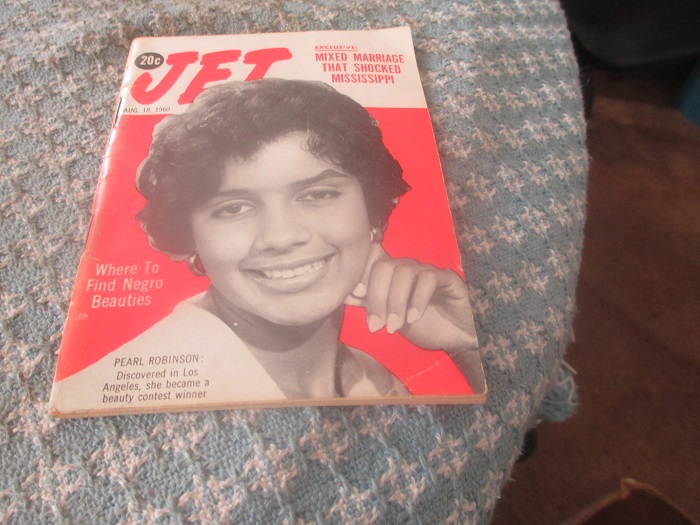 20c
JET
EXCLUSIVE:
MIXED MARRIAGE
THAT SHOCKED
MISSISSIPPI
AUG. 18, 1960
Where To
Find Negro
Beauties
PEARL ROBINSON:
Discovered in Los
Angeles, she became a
beauty contest winner